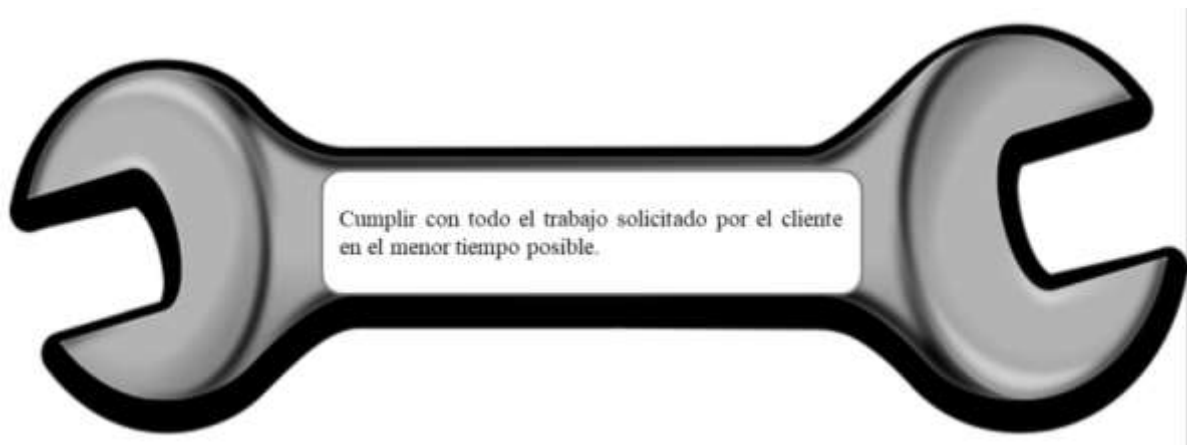 Cumplir con todo el trabajo solicitado por el cliente
en el menor tiempo posible.